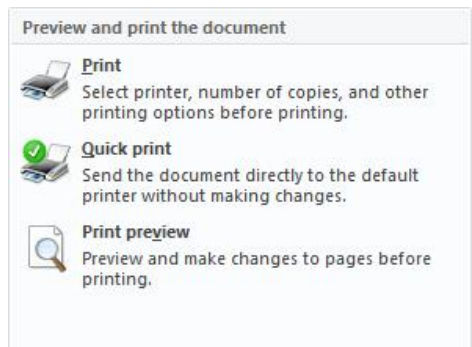 Preview and print the document
Print
Select printer, number of copies, and other
printing options before printing.
Quick print
Send the document directly to the default
printer without making changes.
Print preview
Preview and make changes to pages before
printing.